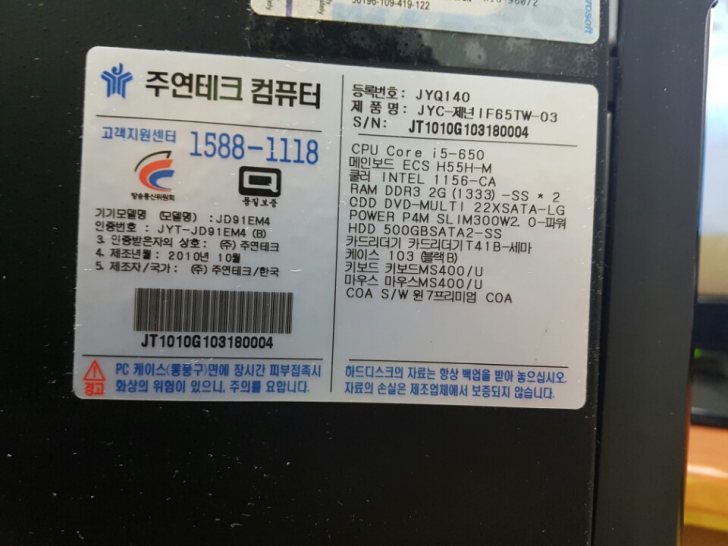 00196-109-419-122
주연테크 컴퓨터
고객지원센터 1588-1118
방송통신위원회
품질보증
기기모델명 (모델명) : JD91EM4
인증번호 : JYT-JD91EM4 (B)
3. 인증받은자의 상호 : (주) 주연테크
4. 제조년월 : 2010년 10월
5. 제조자/국가 : (주) 주연테크/한국
JT1010G103180004
경고
PC 케이스(통풍구)면에 장시간 피부접촉시
화상의 위험이 있으니, 주의를 요합니다.
등록번호 : JYQ140
제 품 명 : JYC-제넌IF65TW-03
S/N: JT1010G103180004
CPU Core i5-650
메인보드 ECS H55H-M
쿨러 INTEL 1156-CA
RAM DDR3 2G (1333) -SS * 2
ODD DVD-MULTI 22XSATA-LG
POWER P4M SLIM300W2.0-파워
HDD 500GBSATA2-SS
카드리더기 카드리더기T41B-세마
케이스 103 (블랙B)
키보드 키보드MS400/U
마우스 마우스MS400/U
COA S/W 윈7프리미엄 COA
하드디스크의 자료는 항상 백업을 받아 놓으십시오.
자료의 손실은 제조업체에서 보증되지 않습니다.